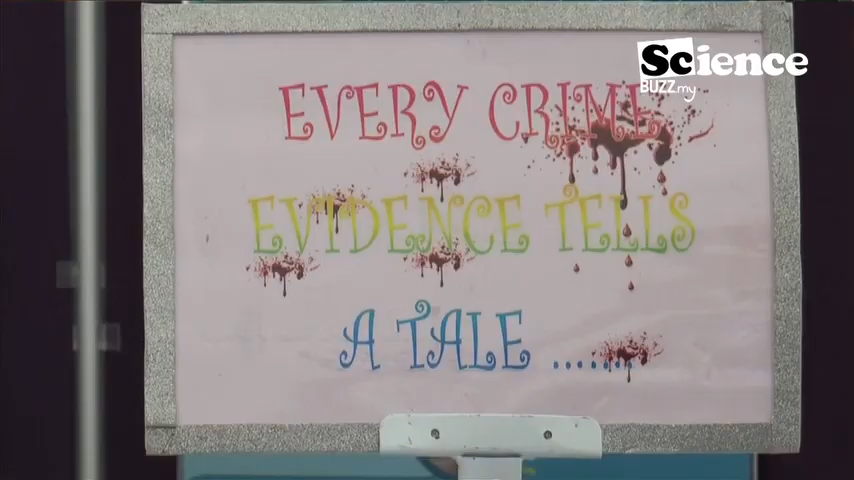 Science
BUZZ.my
EVERY CRIME
EVIDENCE TELLS
A TALE .......